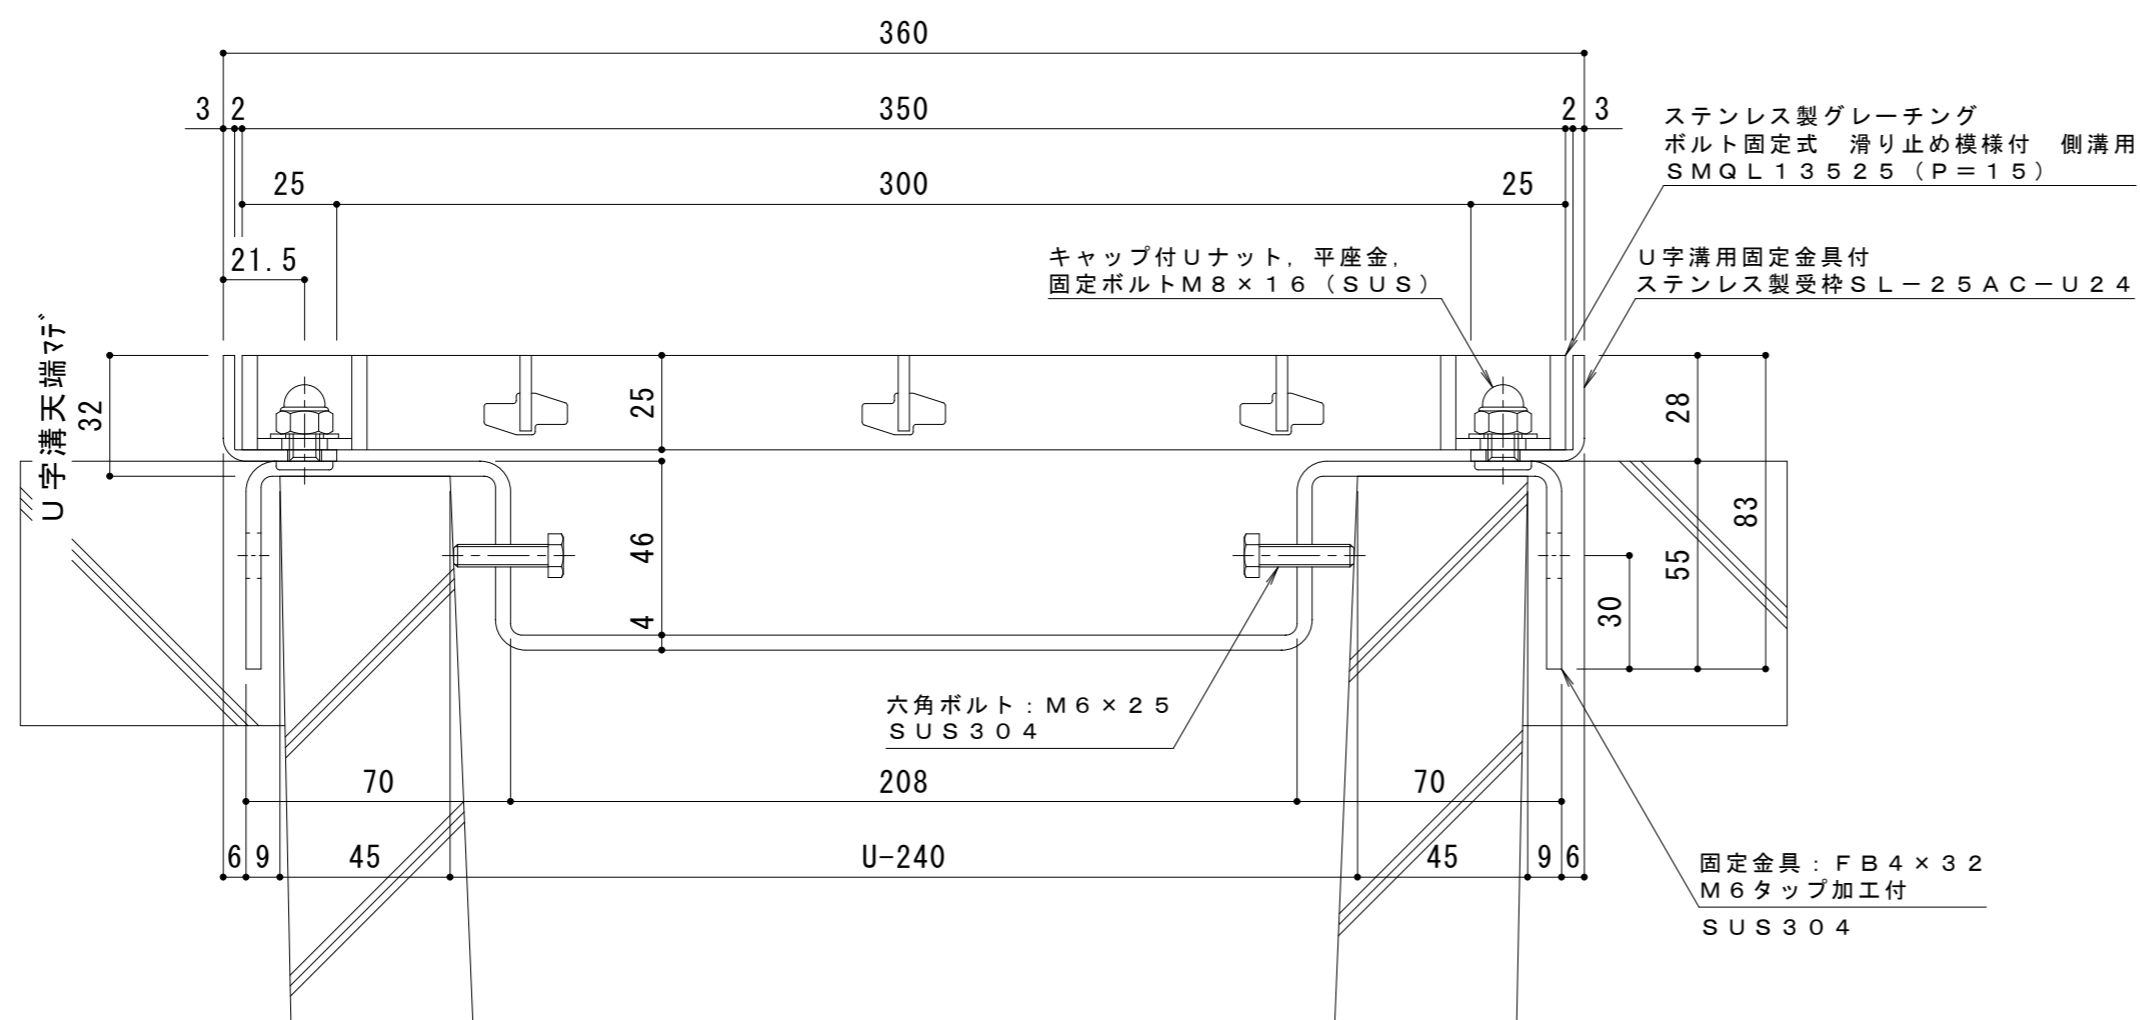 360
3 2 350 2 3
ステンレス製グレーチング
ボルト固定式　滑り止め模様付　側溝用
ＳＭＱＬ１３５２５（Ｐ＝１５）
25 300 25
21.5
キャップ付Ｕナット，平座金，
固定ボルトＭ８×１６（ＳＵＳ）
Ｕ字溝用固定金具付
ステンレス製受枠ＳＬ－２５ＡＣ－Ｕ２４
U字溝天端ﾏﾃﾞ
32
25
28
83
46
55
4
30
六角ボルト：Ｍ６×２５
ＳＵＳ３０４
70 208 70
6 9 45 U-240 45 9 6
固定金具：ＦＢ４×３２
Ｍ６タップ加工付
ＳＵＳ３０４